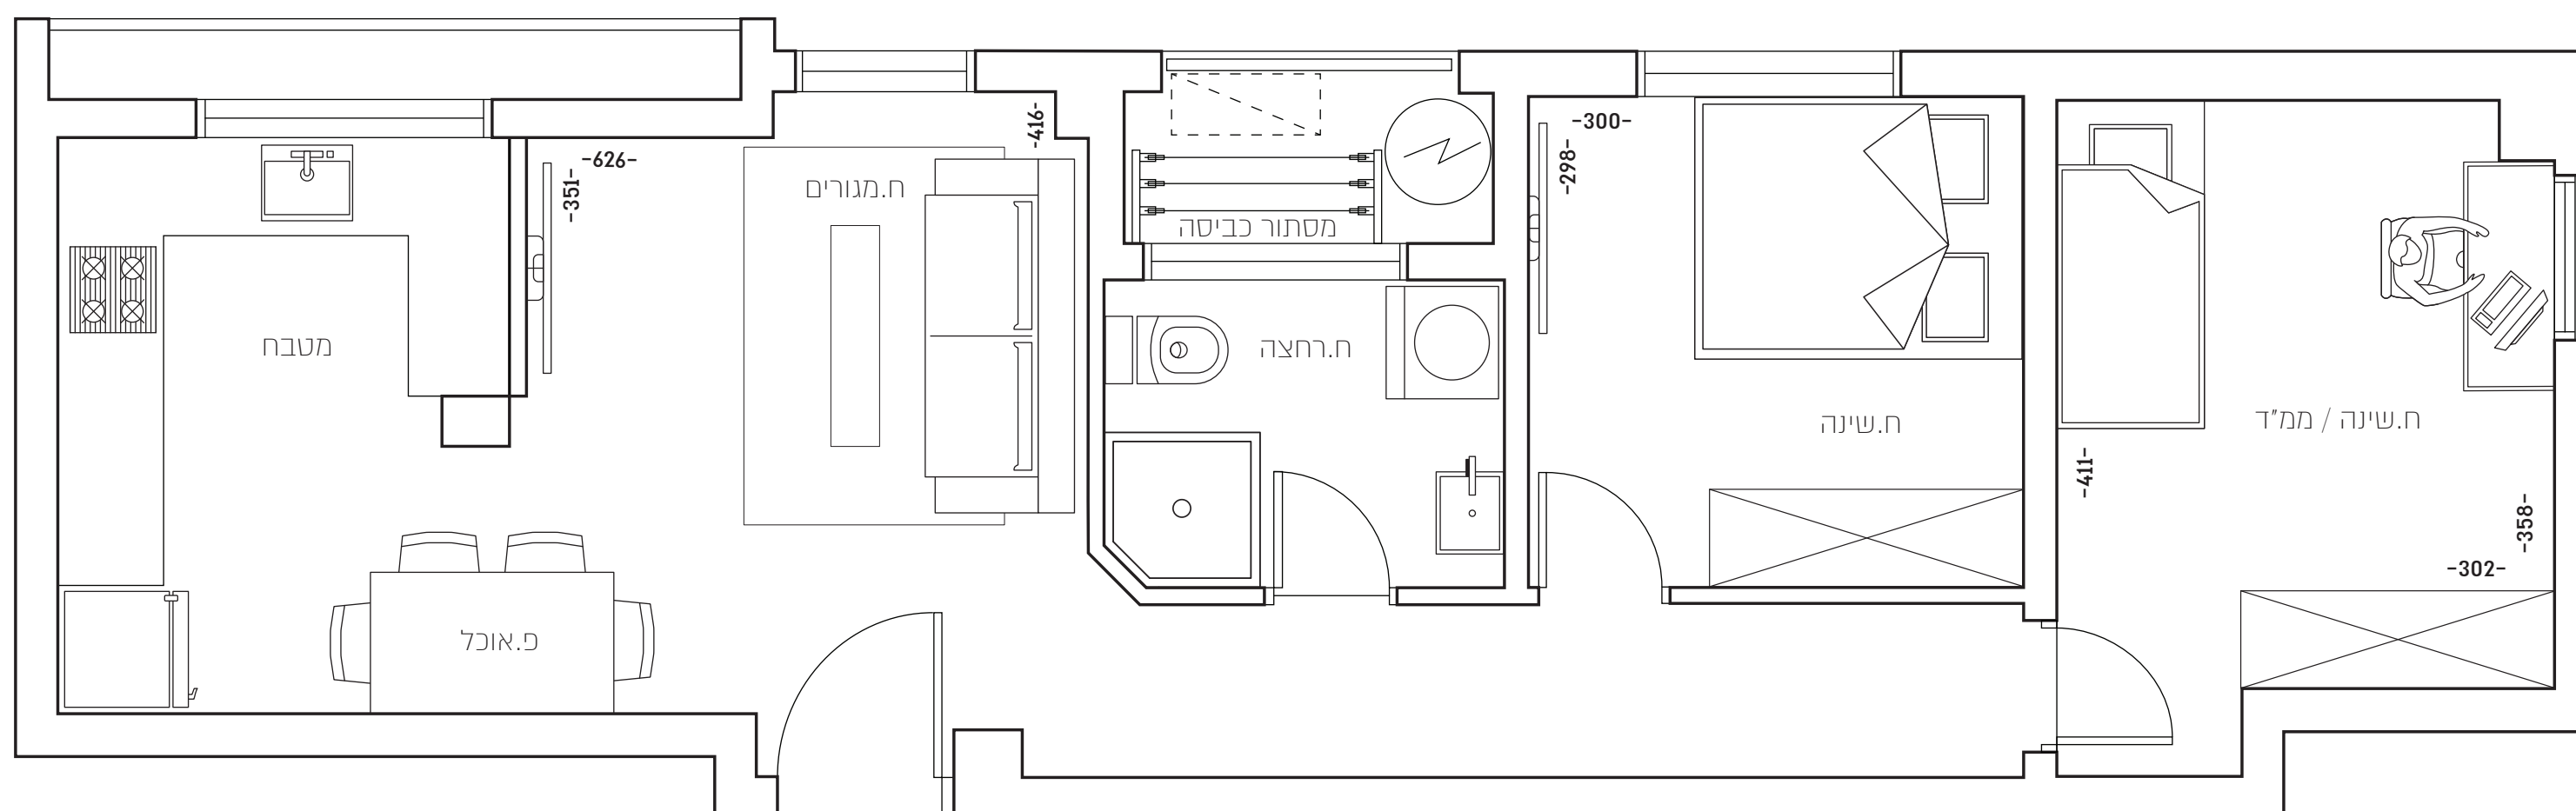 -416-
-300-
-298-
-626-
-351-
ח.מגורים
מסתור כביסה
מטבח
ח.רחצה
ח.שינה
ח.שינה / ממ"ד
-411-
-358-
-302-
פ.אוכל